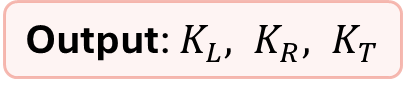 Output: K_L, K_R, K_T